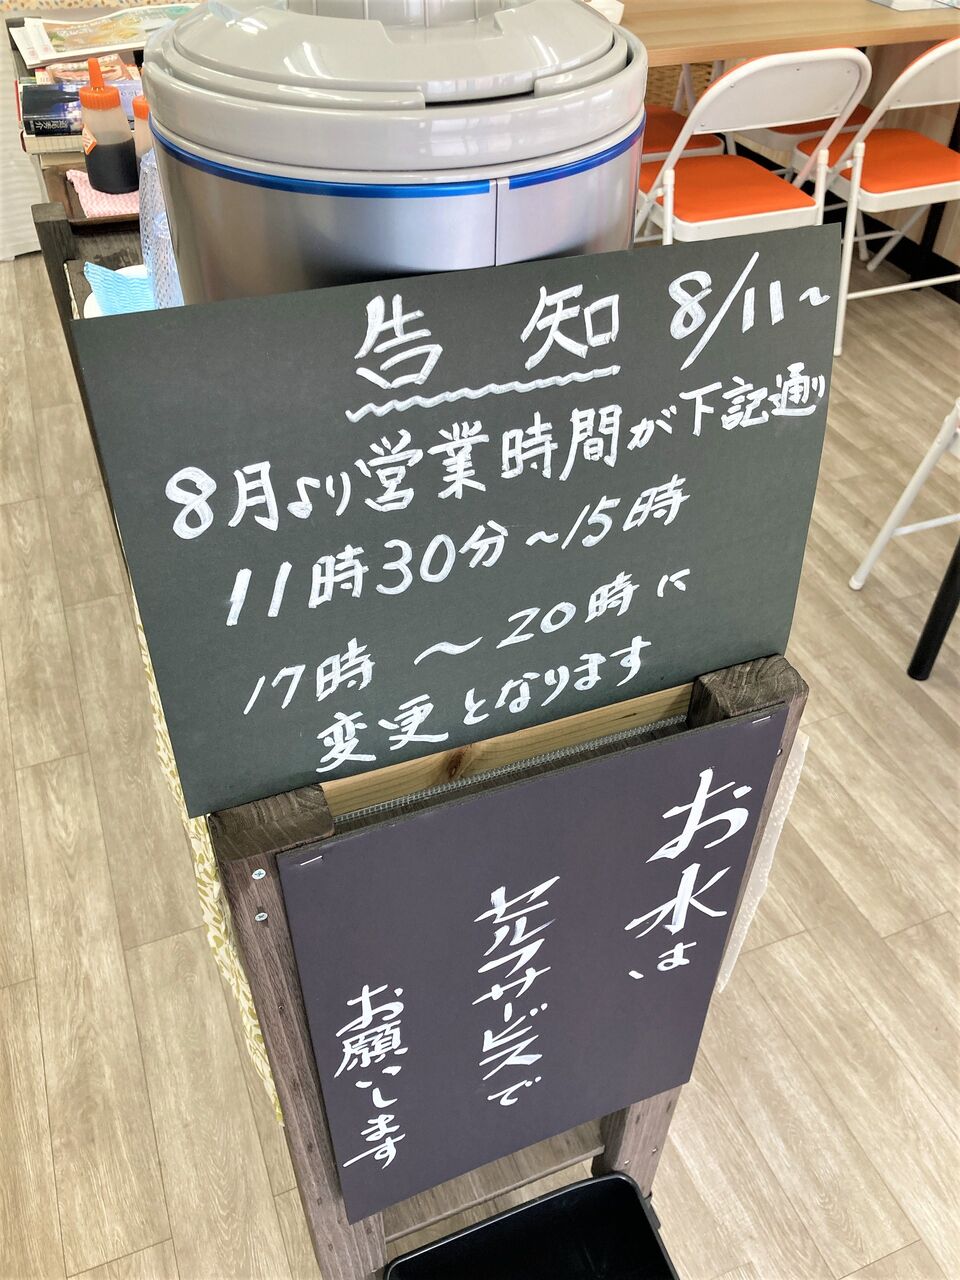 告知 8/11~
8月より営業時間が下記通り
11時30分~15時
17時~20時に
変更となります
お水は
セルフサービスで
お願いします